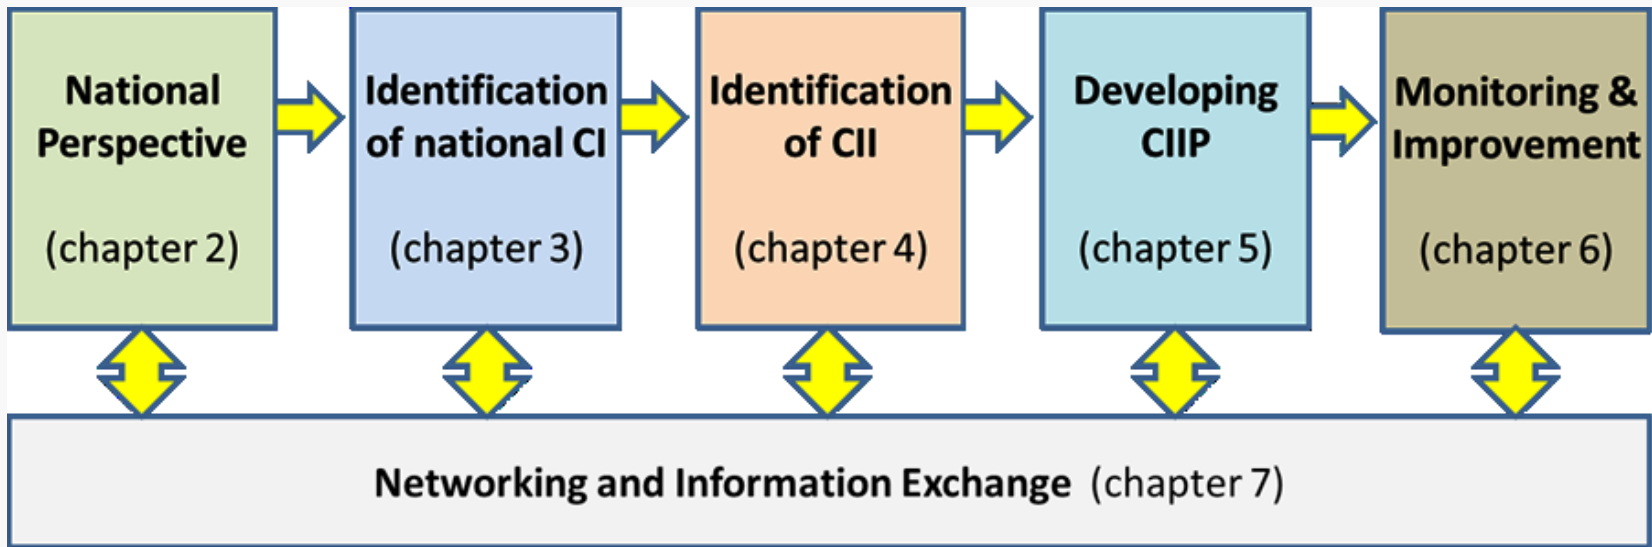 National
Perspective
(chapter 2)
Identification
of national CI
(chapter 3)
Identification
of CII
(chapter 4)
Developing
CIIP
(chapter 5)
Monitoring &
Improvement
(chapter 6)
Networking and Information Exchange (chapter 7)